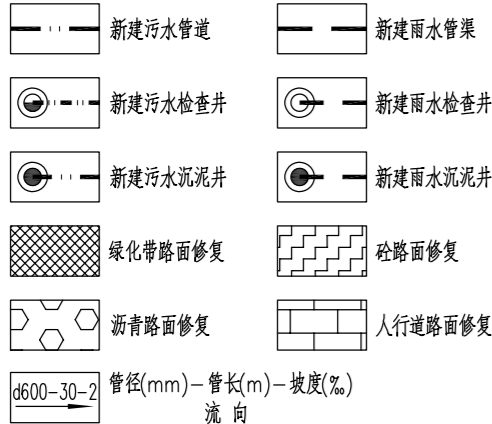 新建污水管道 新建雨水管渠
新建污水检查井 新建雨水检查井
新建污水沉泥井 新建雨水沉泥井
绿化带路面修复 砼路面修复
沥青路面修复 人行道路面修复
d600-30-2 管径(mm)-管长(m)-坡度(‰)
流 向